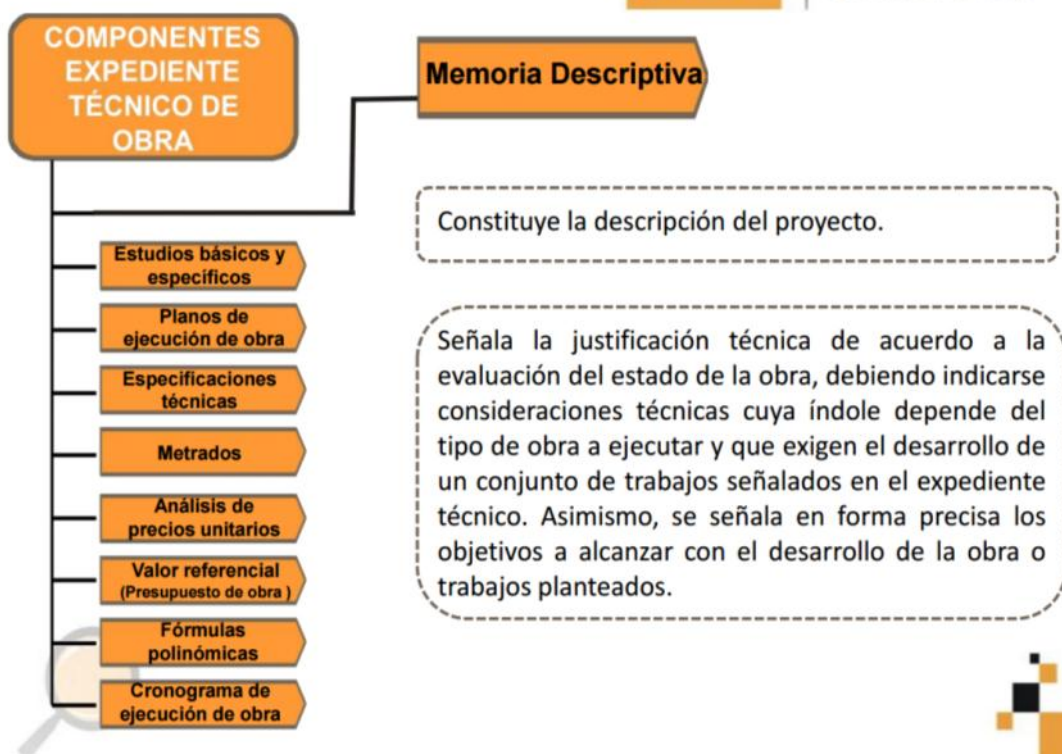 COMPONENTES
EXPEDIENTE
TÉCNICO DE
OBRA
Memoria Descriptiva
Constituye la descripción del proyecto.
Estudios básicos y
específicos
Planos de
ejecución de obra
Especificaciones
técnicas
Metrados
Análisis de
precios unitarios
Valor referencial
(Presupuesto de obra )
Fórmulas
polinómicas
Cronograma de
ejecución de obra
Señala la justificación técnica de acuerdo a la
evaluación del estado de la obra, debiendo indicarse
consideraciones técnicas cuya índole depende del
tipo de obra a ejecutar y que exigen el desarrollo de
un conjunto de trabajos señalados en el expediente
técnico. Asimismo, se señala en forma precisa los
objetivos a alcanzar con el desarrollo de la obra o
trabajos planteados.